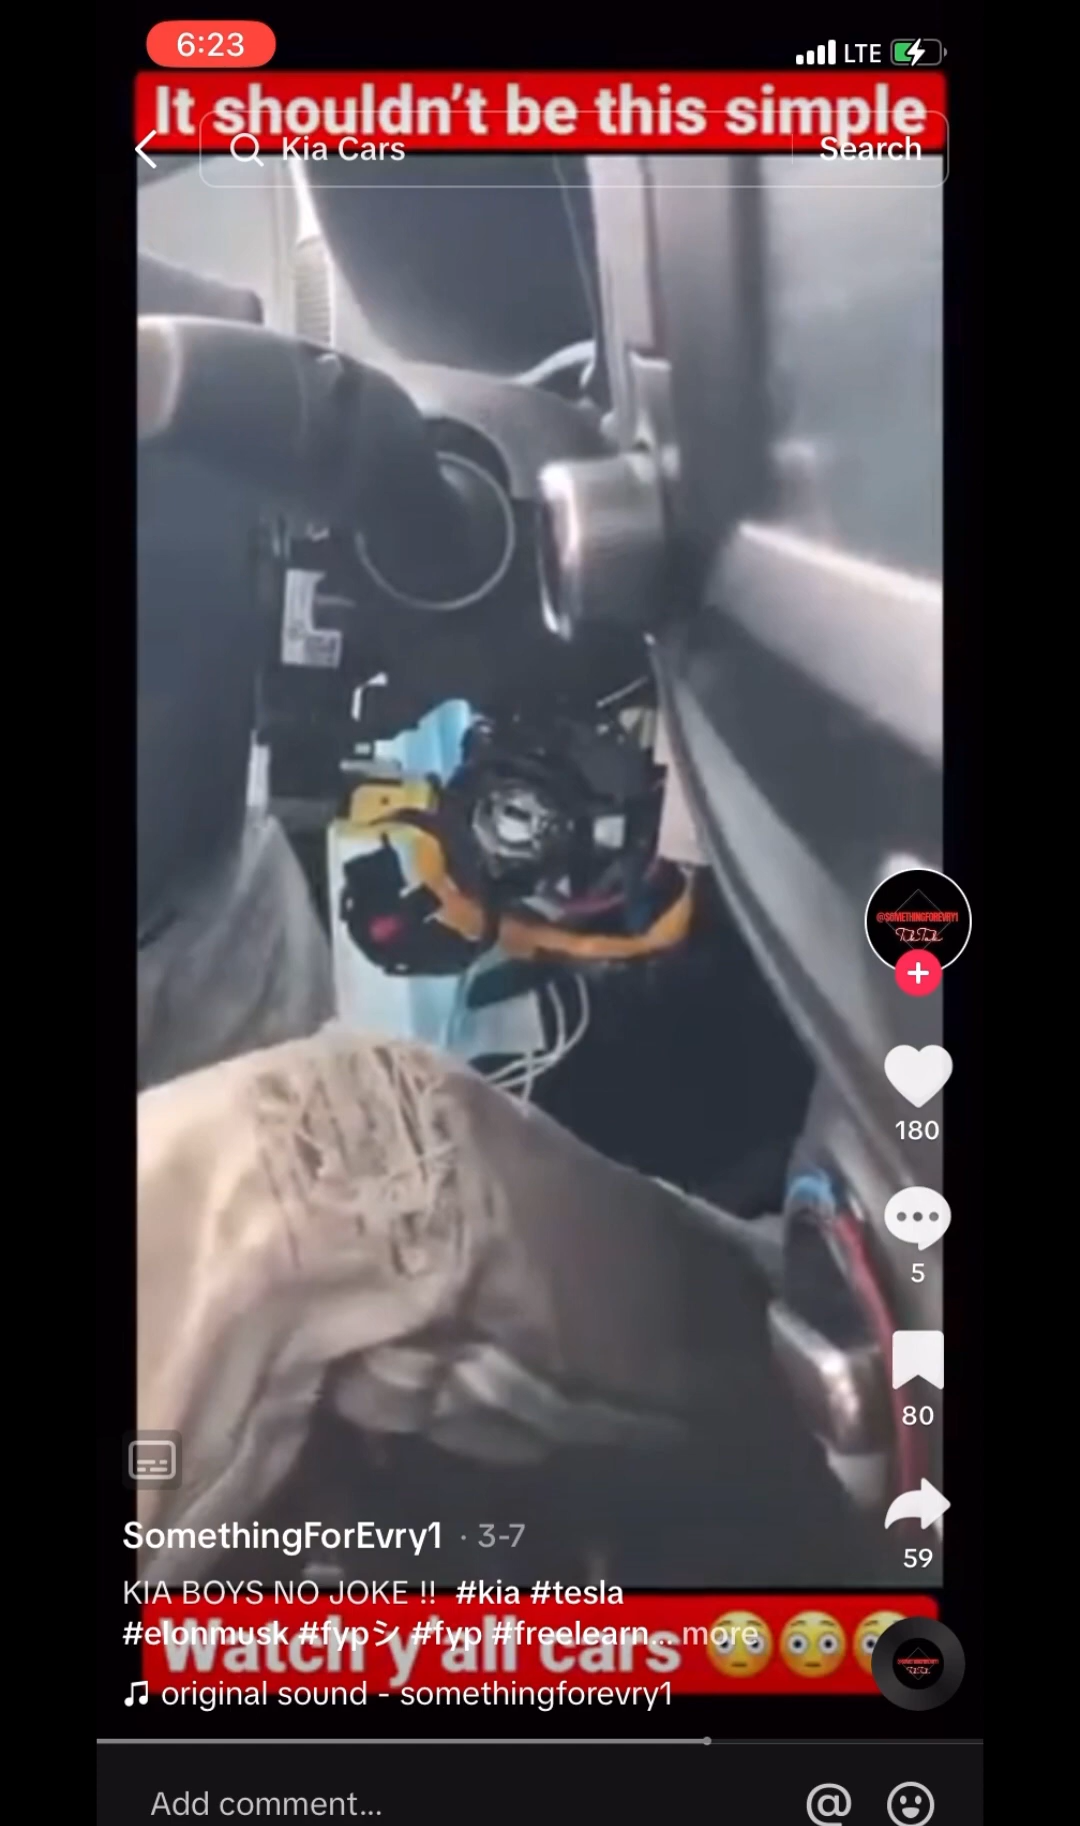 6:23
LTE
It shouldn't be this simple
Kia Cars
Search
@SOMETHINGFOREVRY1
TikTok
180
5
80
59
SomethingForEvry1 · 3-7
KIA BOYS NO JOKE !! #kia #tesla
#elonmusk #fypシ #fyp #freelearn... more
Watch y'all cars 😳😳😳
original sound - somethingforevry1
Add comment...
@